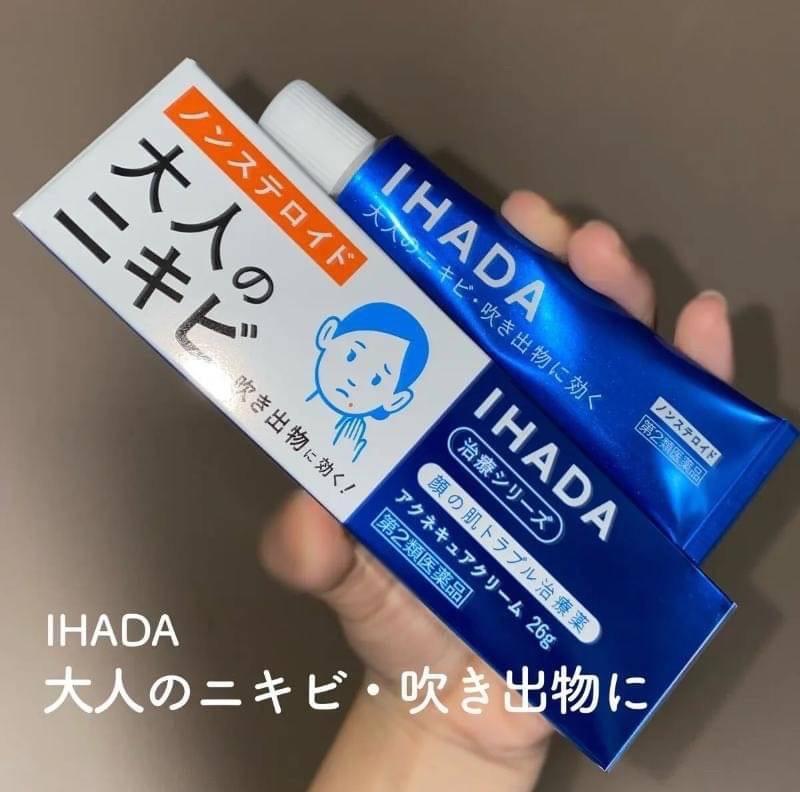 ノンステロイド
大人の
ニキビ
吹き出物に効く!
IHADA
治療シリーズ
顔の肌トラブル治療薬
アクネキュアクリーム 26g
第2類医薬品
IHADA
大人のニキビ・吹き出物に効く
ノンステロイド
第2類医薬品
IHADA
大人のニキビ・吹き出物に